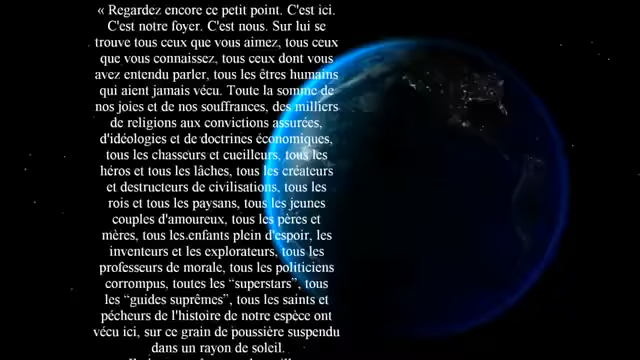 « Regardez encore ce petit point. C'est ici.
C'est notre foyer. C'est nous. Sur lui se
trouve tous ceux que vous aimez, tous ceux
que vous connaissez, tous ceux dont vous
avez entendu parler, tous les êtres humains
qui aient jamais vécu. Toute la somme de
nos joies et de nos souffrances, des milliers
de religions aux convictions assurées,
d'idéologies et de doctrines économiques,
tous les chasseurs et cueilleurs, tous les
héros et tous les lâches, tous les créateurs
et destructeurs de civilisations, tous les
rois et tous les paysans, tous les jeunes
couples d'amoureux, tous les pères et
mères, tous les enfants plein d'espoir, les
inventeurs et les explorateurs, tous les
professeurs de morale, tous les politiciens
corrompus, toutes les “superstars”, tous
les “guides suprêmes”, tous les saints et
pécheurs de l'histoire de notre espèce ont
vécu ici, sur ce grain de poussière suspendu
dans un rayon de soleil.